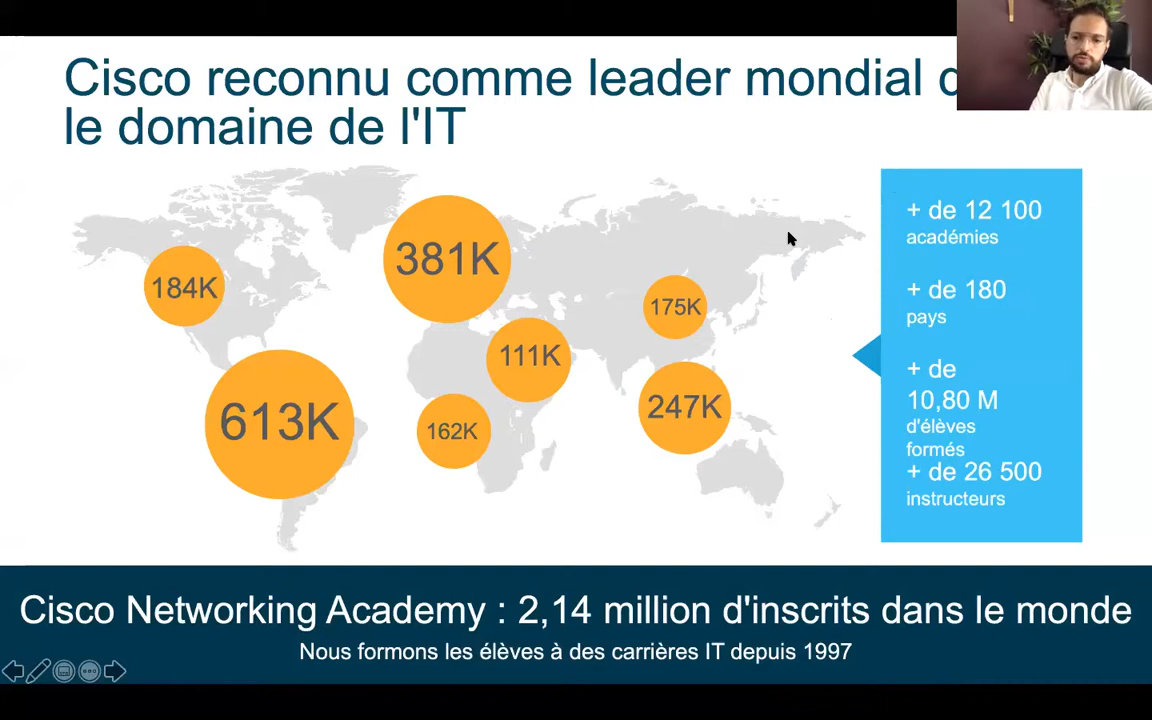 Cisco reconnu comme leader mondial
le domaine de l'IT
381K
184K
175K
111K
613K
247K
162K
+ de 12 100
académies
+ de 180
pays
+ de
10,80 M
d'élèves
formés
+ de 26 500
instructeurs
Cisco Networking Academy : 2,14 million d'inscrits dans le monde
Nous formons les élèves à des carrières IT depuis 1997